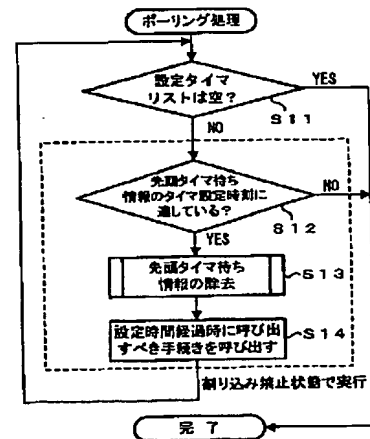 ポーリング処理
設定タイマ
リストは空?
YES
S11
NO
先頭タイマ待ち
情報のタイマ設定時刻に
達している?
NO
S12
YES
先頭タイマ待ち
情報の除去
S13
設定時間経過時に呼び出
すべき手続きを呼び出す
S14
割り込み禁止状態で実行
完了